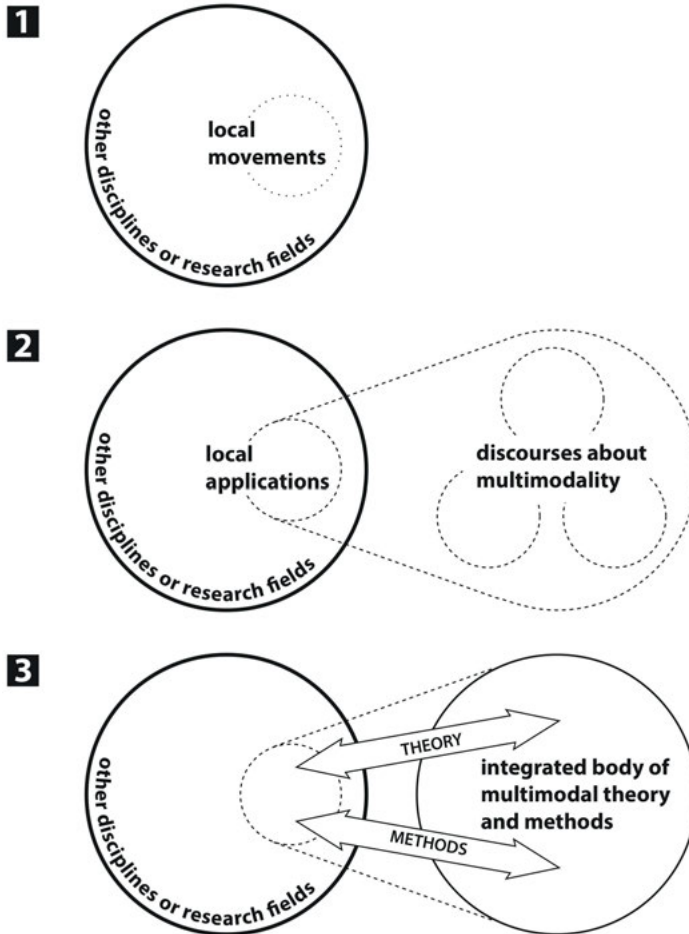 1
other disciplines or research fields
local
movements
2
other disciplines or research fields
local
applications
discourses about
multimodality
3
other disciplines or research fields
THEORY
METHODS
integrated body of
multimodal theory
and methods